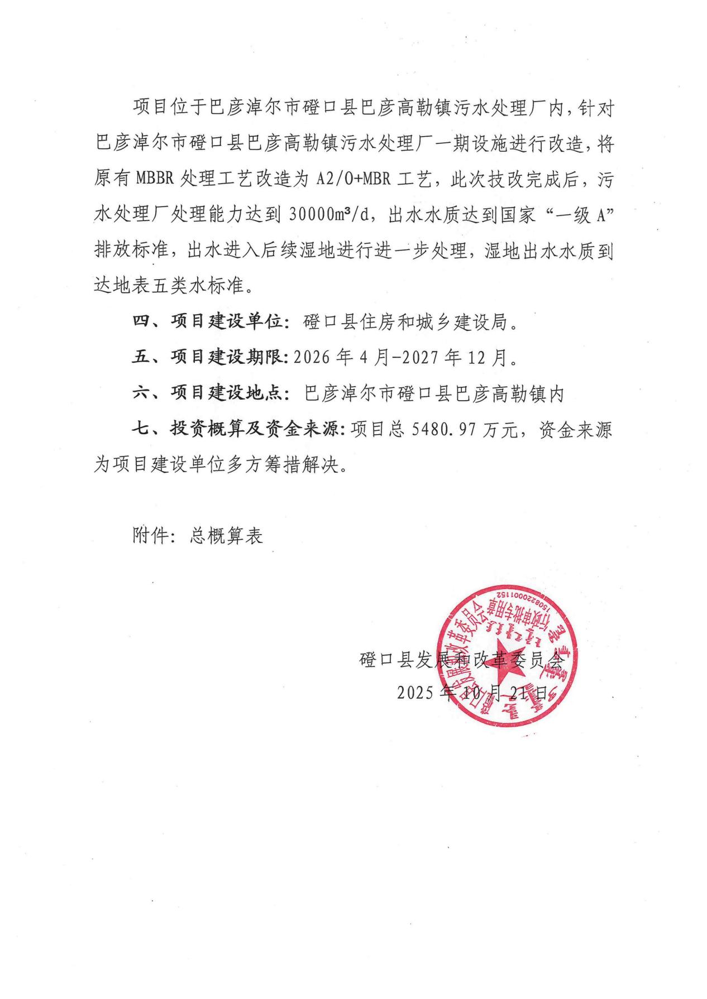 项目位于巴彦淖尔市磴口县巴彦高勒镇污水处理厂内，针对
巴彦淖尔市磴口县巴彦高勒镇污水处理厂一期设施进行改造，将
原有 MBBR 处理工艺改造为 A2/O+MBR 工艺，此次技改完成后，污
水处理厂处理能力达到 30000m³/d，出水水质达到国家“一级 A”
排放标准，出水进入后续湿地进行进一步处理，湿地出水水质到
达地表五类水标准。
四、项目建设单位：磴口县住房和城乡建设局。
五、项目建设期限：2026 年 4 月-2027 年 12 月。
六、项目建设地点：巴彦淖尔市磴口县巴彦高勒镇内
七、投资概算及资金来源：项目总 5480.97 万元，资金来源
为项目建设单位多方筹措解决。
附件：总概算表
磴口县发展和改革委员会
2025 年 10 月 21 日
磴口县发展和改革委员会
行政审批专用章
1508220001152